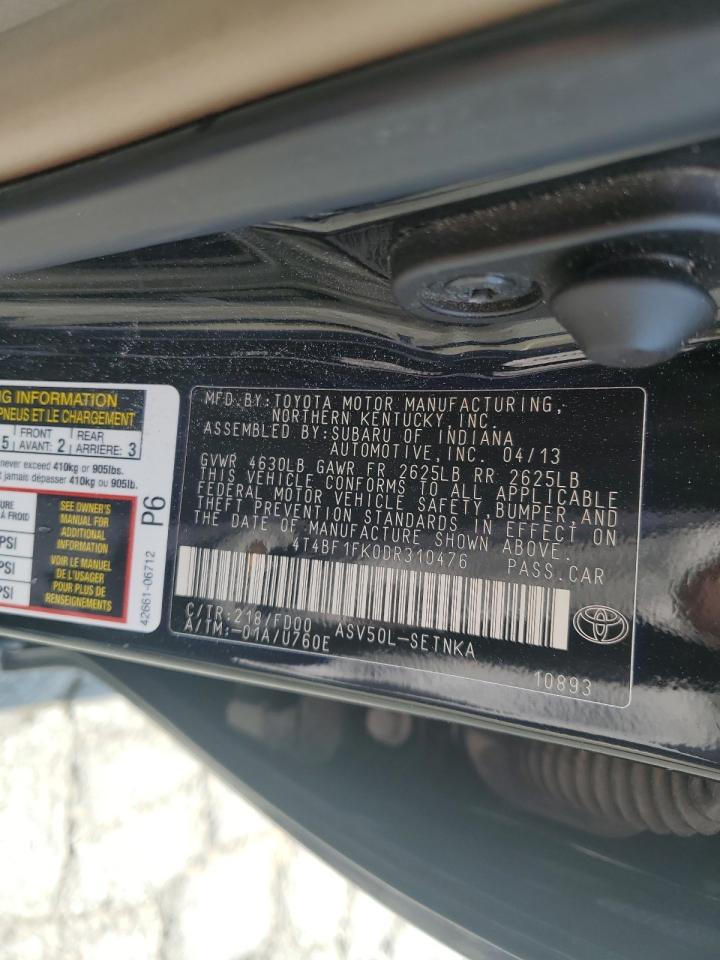 NG INFORMATION
PNEUS ET LE CHARGEMENT
5 FRONT AVANT: 2 REAR ARRIÈRE: 3
never exceed 410kg or 905lbs.
t jamais dépasser 410kg ou 905lb.
URE
À FROID
PSI
PSI
PSI
SEE OWNER'S
MANUAL FOR
ADDITIONAL
INFORMATION
VOIR LE MANUEL
DE L'USAGER
POUR PLUS DE
RENSEIGNEMENTS
P6
42661-06712
MFD.BY:TOYOTA MOTOR MANUFACTURING,
NORTHERN KENTUCKY,INC.
ASSEMBLED BY:SUBARU OF INDIANA
AUTOMOTIVE,INC. 04/13
GVWR 4630LB GAWR FR 2625LB RR 2625LB
THIS VEHICLE CONFORMS TO ALL APPLICABLE
FEDERAL MOTOR VEHICLE SAFETY,BUMPER,AND
THEFT PREVENTION STANDARDS IN EFFECT ON
THE DATE OF MANUFACTURE SHOWN ABOVE.
4T4BF1FK0DR310476 PASS.CAR
C/TR:218/FD00 ASV50L-SETNKA
A/TM:-01A/U760E
10893